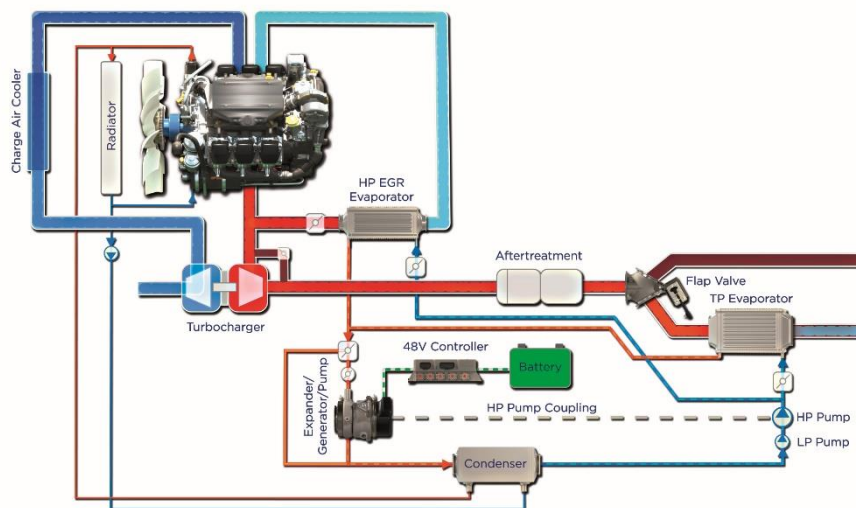 Charge Air Cooler
Radiator
HP EGR
Evaporator
Aftertreatment
Flap Valve
TP Evaporator
Turbocharger
48V Controller
Battery
Expander/
Generator/Pump
HP Pump Coupling
HP Pump
LP Pump
Condenser